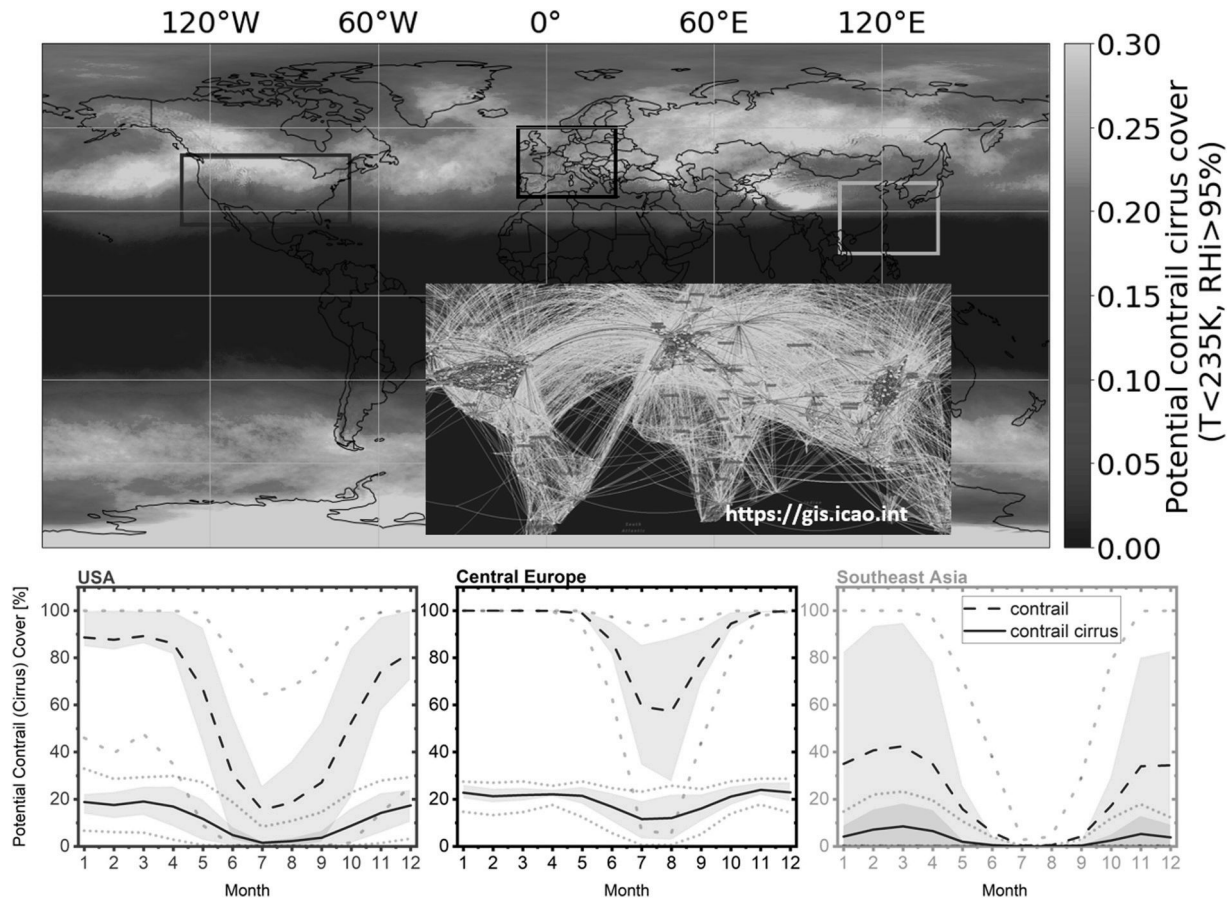 120°W 60°W 0° 60°E 120°E
0.30
0.25
0.20
0.15
0.10
0.05
0.00
Potential contrail cirrus cover
(T<235K, RHi>95%)
https://gis.icao.int
USA
Central Europe
Southeast Asia
Potential Contrail (Cirrus) Cover [%]
100
80
60
40
20
0
1 2 3 4 5 6 7 8 9 10 11 12
Month
100
80
60
40
20
0
1 2 3 4 5 6 7 8 9 10 11 12
Month
contrail
contrail cirrus
100
80
60
40
20
0
1 2 3 4 5 6 7 8 9 10 11 12
Month